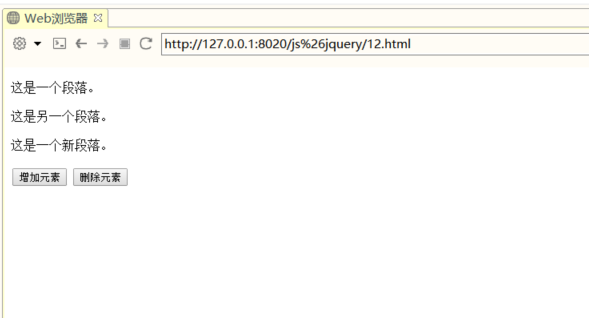 Web浏览器
http://127.0.0.1:8020/js%26jquery/12.html
这是一个段落。
这是另一个段落。
这是一个新段落。
增加元素 删除元素